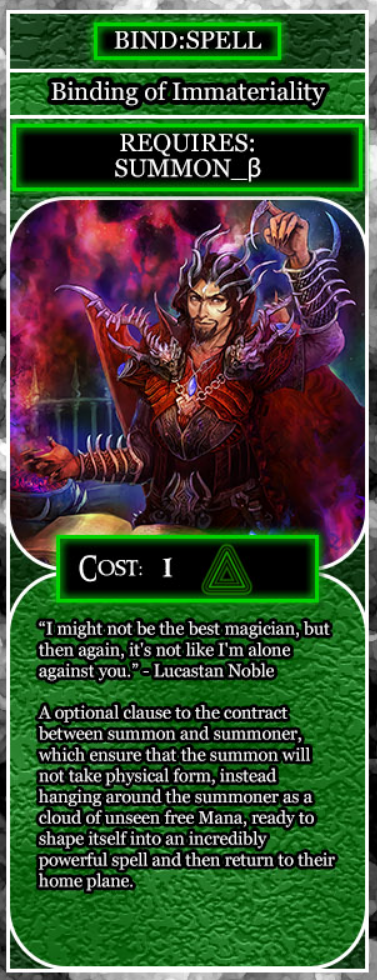 BIND:SPELL
Binding of Immateriality
REQUIRES:
SUMMON_β
COST: 1
“I might not be the best magician, but
then again, it's not like I'm alone
against you.” - Lucastan Noble
A optional clause to the contract
between summon and summoner,
which ensure that the summon will
not take physical form, instead
hanging around the summoner as a
cloud of unseen free Mana, ready to
shape itself into an incredibly
powerful spell and then return to their
home plane.